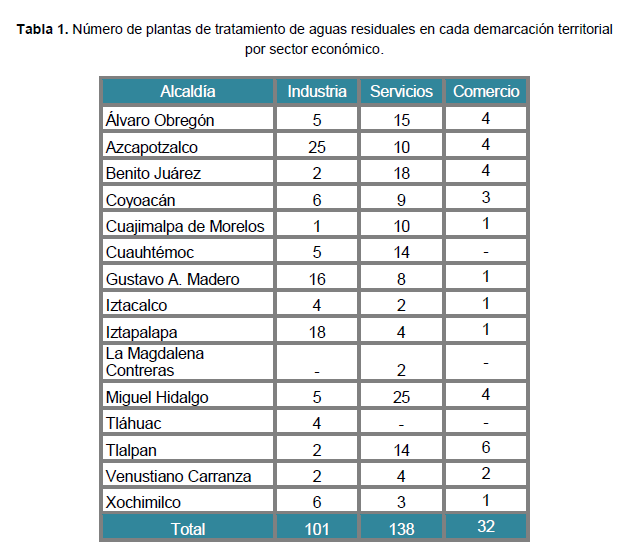 Tabla 1. Número de plantas de tratamiento de aguas residuales en cada demarcación territorial
por sector económico.
Alcaldía Industria Servicios Comercio
Álvaro Obregón 5 15 4
Azcapotzalco 25 10 4
Benito Juárez 2 18 4
Coyoacán 6 9 3
Cuajimalpa de Morelos 1 10 1
Cuauhtémoc 5 14 -
Gustavo A. Madero 16 8 1
Iztacalco 4 2 1
Iztapalapa 18 4 1
La Magdalena
Contreras - 2 -
Miguel Hidalgo 5 25 4
Tláhuac 4 - -
Tlalpan 2 14 6
Venustiano Carranza 2 4 2
Xochimilco 6 3 1
Total 101 138 32